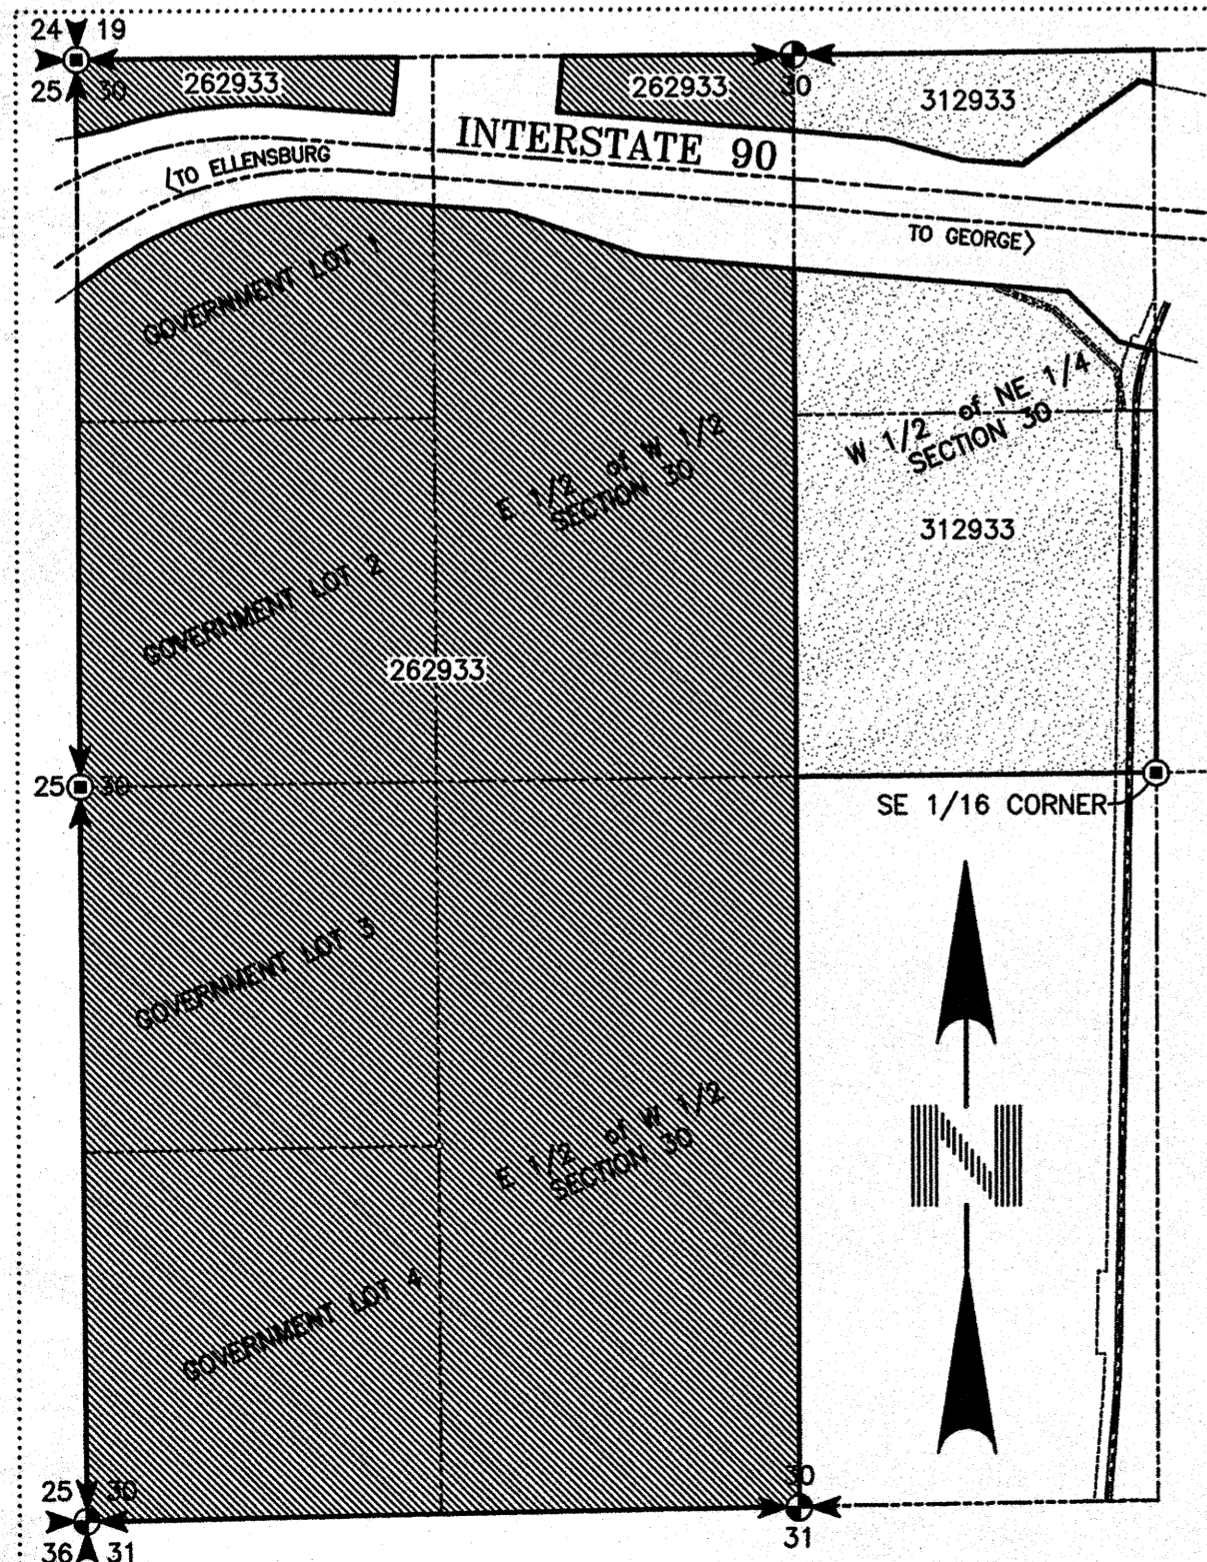 24 19
25 30
262933
262933
30
312933
INTERSTATE 90
<TO ELLENSBURG
TO GEORGE>
GOVERNMENT LOT 1
W 1/2 of NE 1/4
SECTION 30
E 1/2 of W 1/2
SECTION 30
312933
GOVERNMENT LOT 2
262933
25 30
SE 1/16 CORNER
GOVERNMENT LOT 3
N
E 1/2 of W 1/2
SECTION 30
GOVERNMENT LOT 4
25 30
30
36 31
31